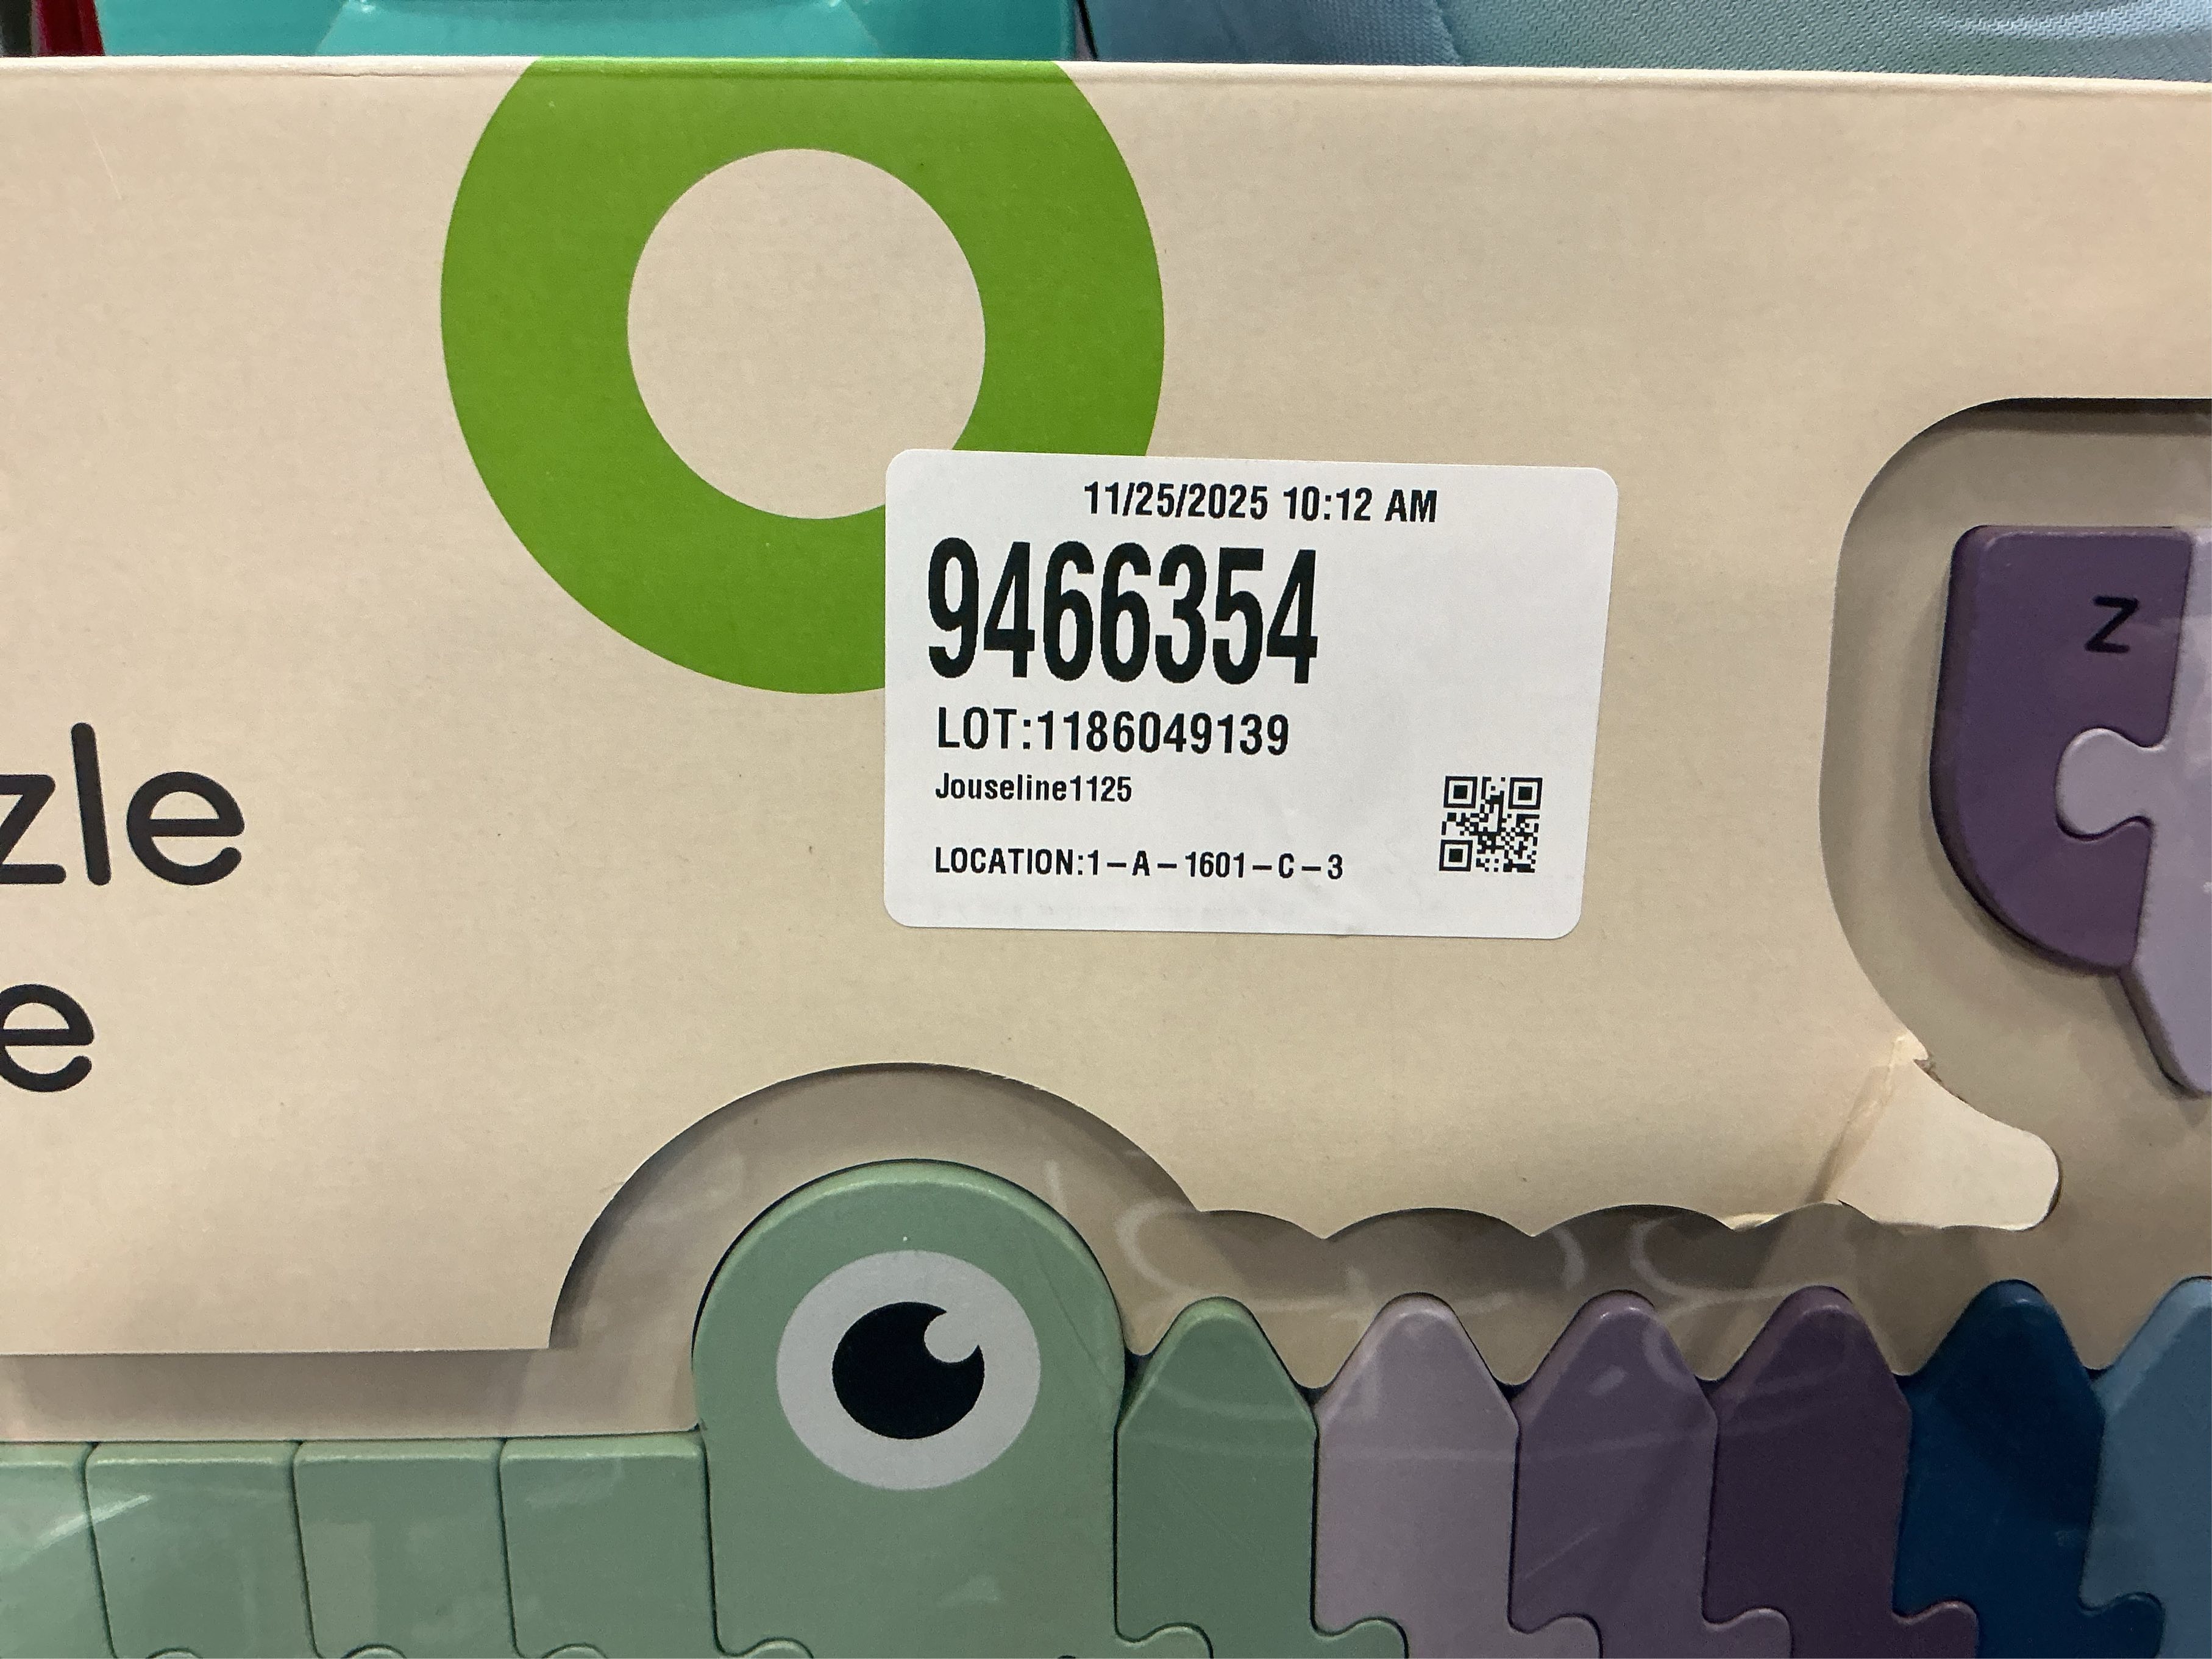 11/25/2025 10:12 AM
9466354
LOT:1186049139
Jouseline1125
LOCATION:1-A-1601-C-3
z
zle
e